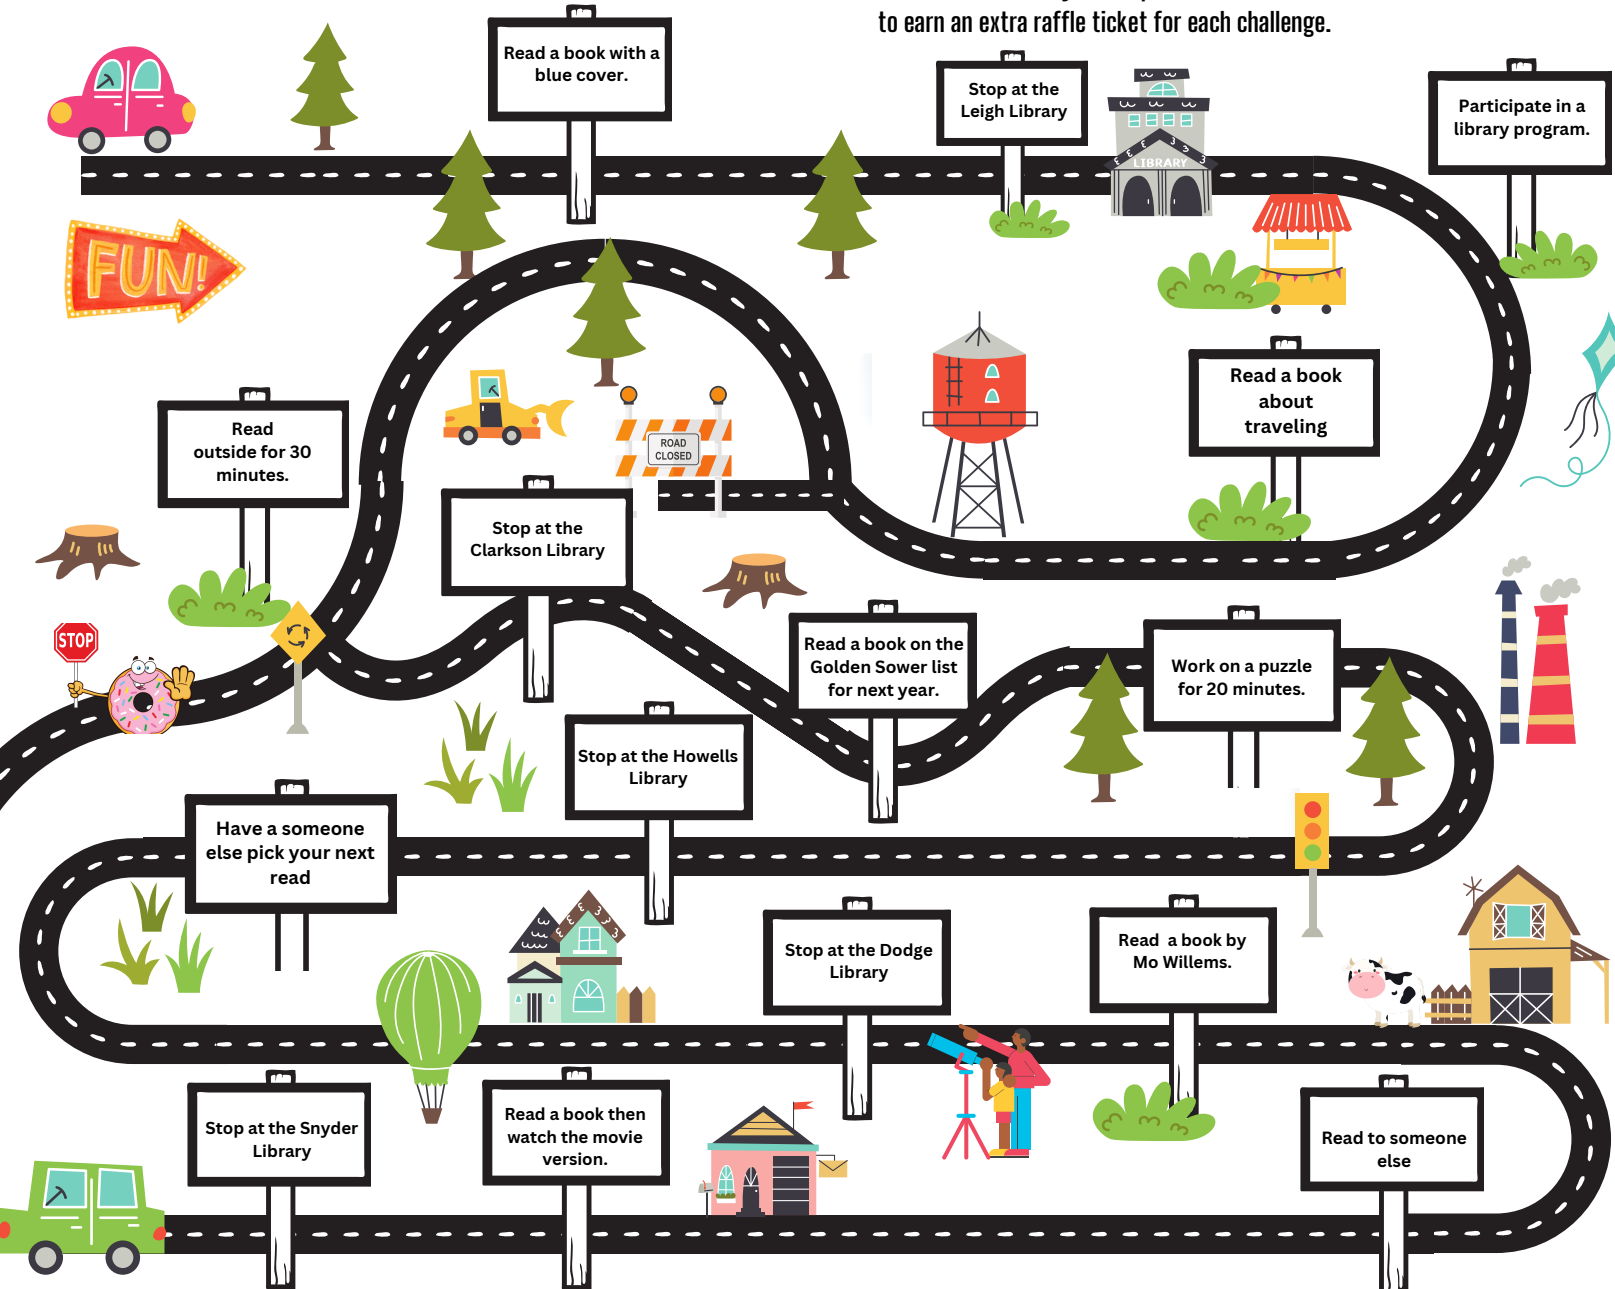 to earn an extra raffle ticket for each challenge.
Read a book with a
blue cover.
Stop at the
Leigh Library
LIBRARY
Participate in a
library program.
FUN!
Read a book
about
traveling
Read
outside for 30
minutes.
ROAD
CLOSED
Stop at the
Clarkson Library
STOP
Read a book on the
Golden Sower list
for next year.
Work on a puzzle
for 20 minutes.
Stop at the Howells
Library
Have a someone
else pick your next
read
Stop at the Dodge
Library
Read  a book by
Mo Willems.
Stop at the Snyder
Library
Read a book then
watch the movie
version.
Read to someone
else